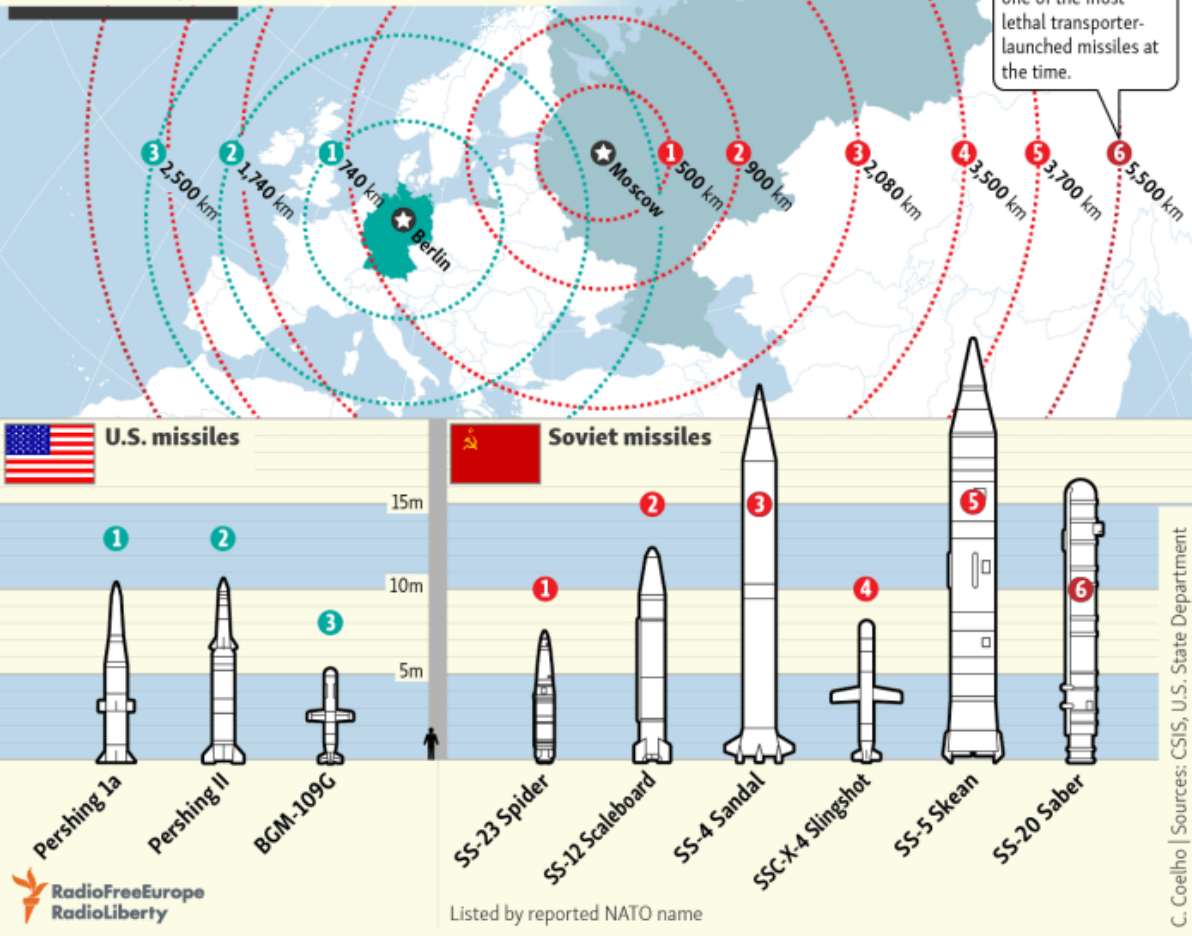 one of the most
lethal transporter-
launched missiles at
the time.
3 2,500 km
2 1,740 km
1 740 km
Berlin
Moscow
1 500 km
2 900 km
3 2,080 km
4 3,500 km
5 3,700 km
6 5,500 km
U.S. missiles
Soviet missiles
15m
10m
5m
1
2
3
1
2
3
4
5
6
Pershing 1a
Pershing II
BGM-109G
SS-23 Spider
SS-12 Scaleboard
SS-4 Sandal
SSC-X-4 Slingshot
SS-5 Skean
SS-20 Saber
RadioFreeEurope
RadioLiberty
Listed by reported NATO name
C. Coelho | Sources: CSIS, U.S. State Department